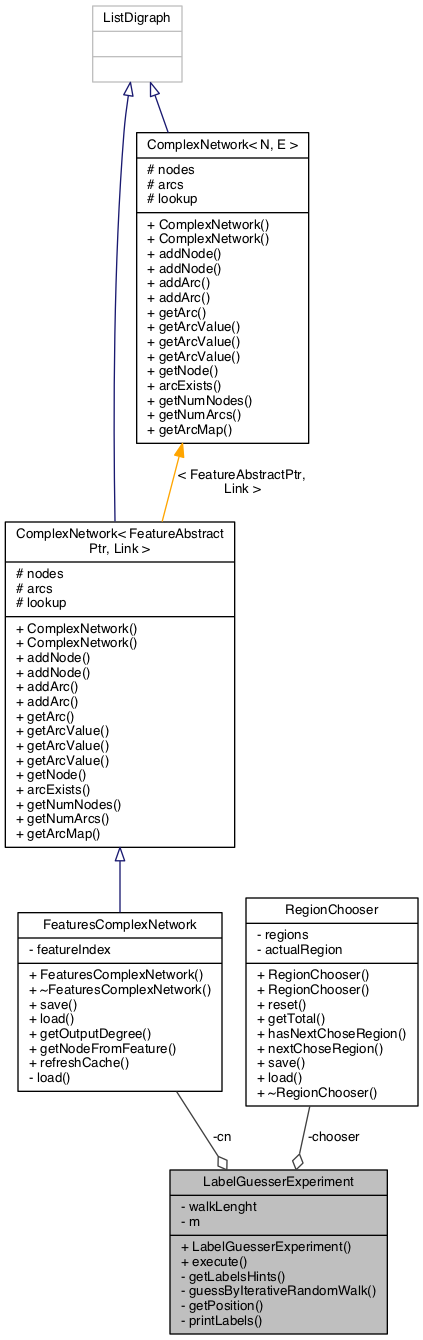 ListDigraph
ComplexNetwork< N, E >
# nodes
# arcs
# lookup
+ ComplexNetwork()
+ ComplexNetwork()
+ addNode()
+ addNode()
+ addArc()
+ addArc()
+ getArc()
+ getArcValue()
+ getArcValue()
+ getArcValue()
+ getNode()
+ arcExists()
+ getNumNodes()
+ getNumArcs()
+ getArcMap()
< FeatureAbstractPtr,
Link >
ComplexNetwork< FeatureAbstract
Ptr, Link >
# nodes
# arcs
# lookup
+ ComplexNetwork()
+ ComplexNetwork()
+ addNode()
+ addNode()
+ addArc()
+ addArc()
+ getArc()
+ getArcValue()
+ getArcValue()
+ getArcValue()
+ getNode()
+ arcExists()
+ getNumNodes()
+ getNumArcs()
+ getArcMap()
FeaturesComplexNetwork
- featureIndex
+ FeaturesComplexNetwork()
+ ~FeaturesComplexNetwork()
+ save()
+ load()
+ getOutputDegree()
+ getNodeFromFeature()
+ refreshCache()
- load()
RegionChooser
- regions
- actualRegion
+ RegionChooser()
+ RegionChooser()
+ reset()
+ getTotal()
+ hasNextChoseRegion()
+ nextChoseRegion()
+ save()
+ load()
+ ~RegionChooser()
-cn
-chooser
LabelGuesserExperiment
- walkLenght
- m
+ LabelGuesserExperiment()
+ execute()
- getLabelsHints()
- guessByIterativeRandomWalk()
- getPosition()
- printLabels()